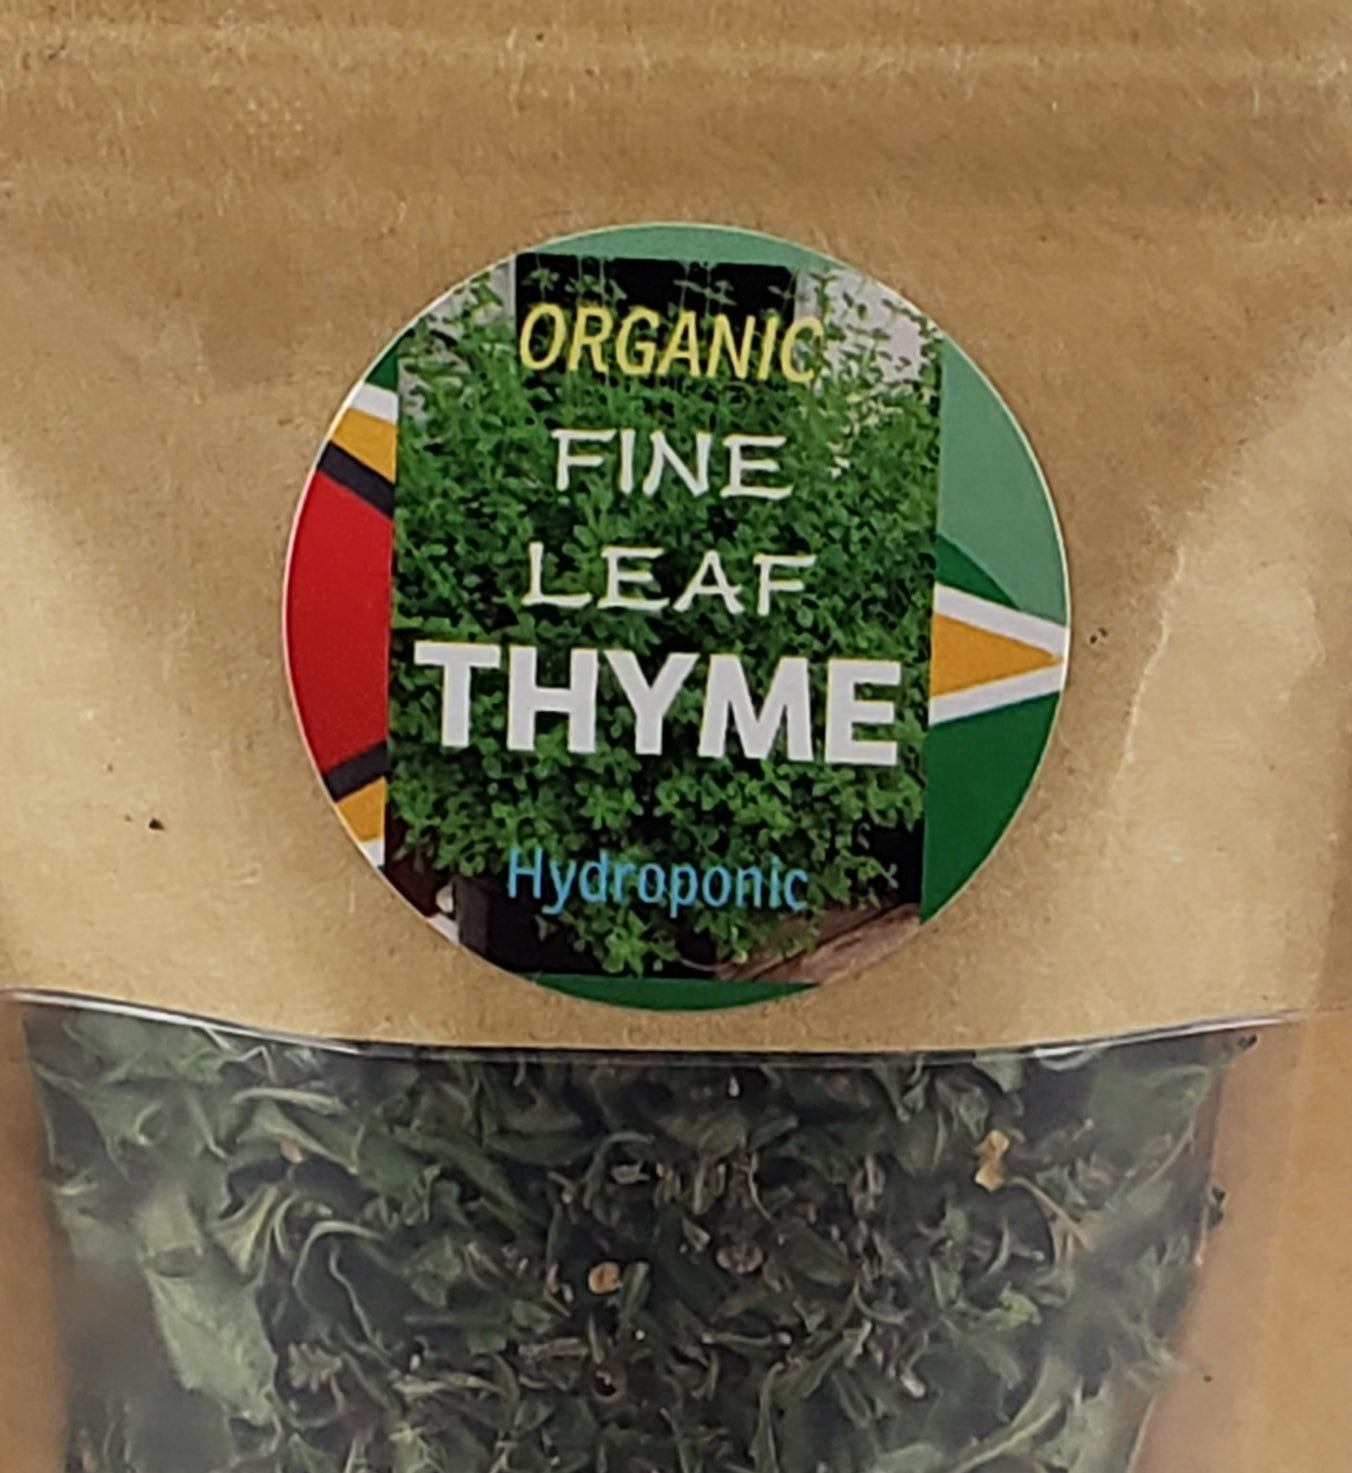 ORGANIC
FINE
LEAF
THYME
Hydroponic